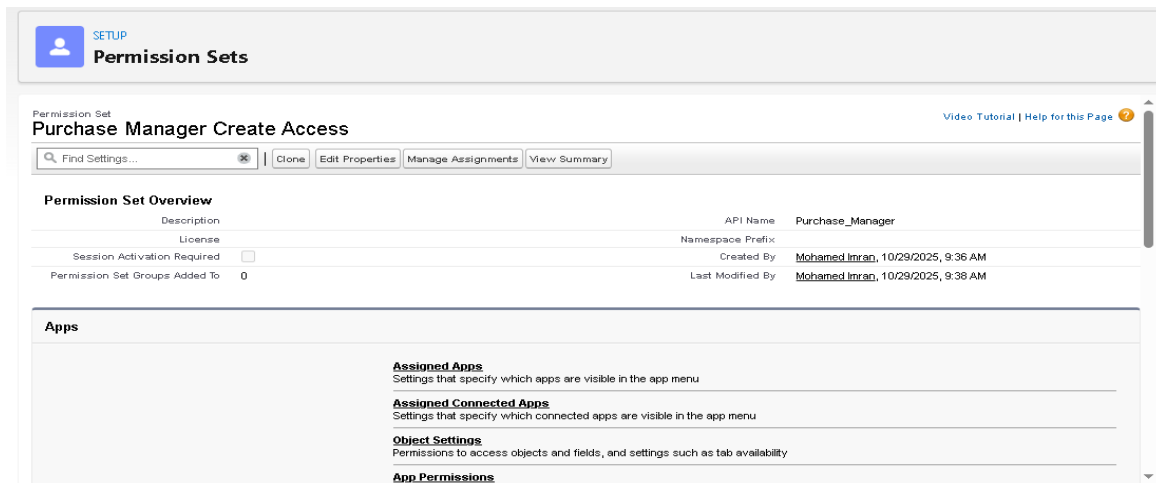 SETUP
Permission Sets
Permission Set
Purchase Manager Create Access
Video Tutorial | Help for this Page ?
Find Settings... | Clone Edit Properties Manage Assignments View Summary
Permission Set Overview
Description API Name Purchase_Manager
License Namespace Prefix
Session Activation Required Created By Mohamed Imran, 10/29/2025, 9:36 AM
Permission Set Groups Added To 0 Last Modified By Mohamed Imran, 10/29/2025, 9:38 AM
Apps
Assigned Apps
Settings that specify which apps are visible in the app menu
Assigned Connected Apps
Settings that specify which connected apps are visible in the app menu
Object Settings
Permissions to access objects and fields, and settings such as tab availability
App Permissions